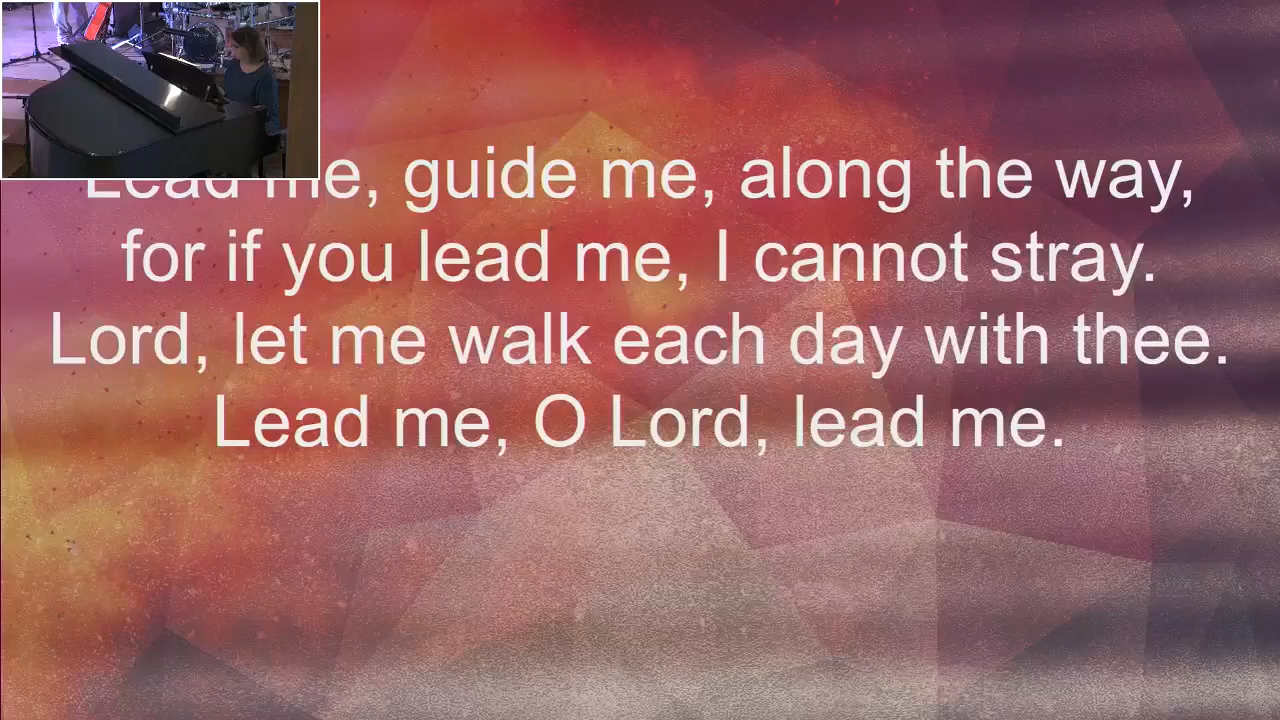 Lead me, guide me, along the way,
for if you lead me, I cannot stray.
Lord, let me walk each day with thee.
Lead me, O Lord, lead me.